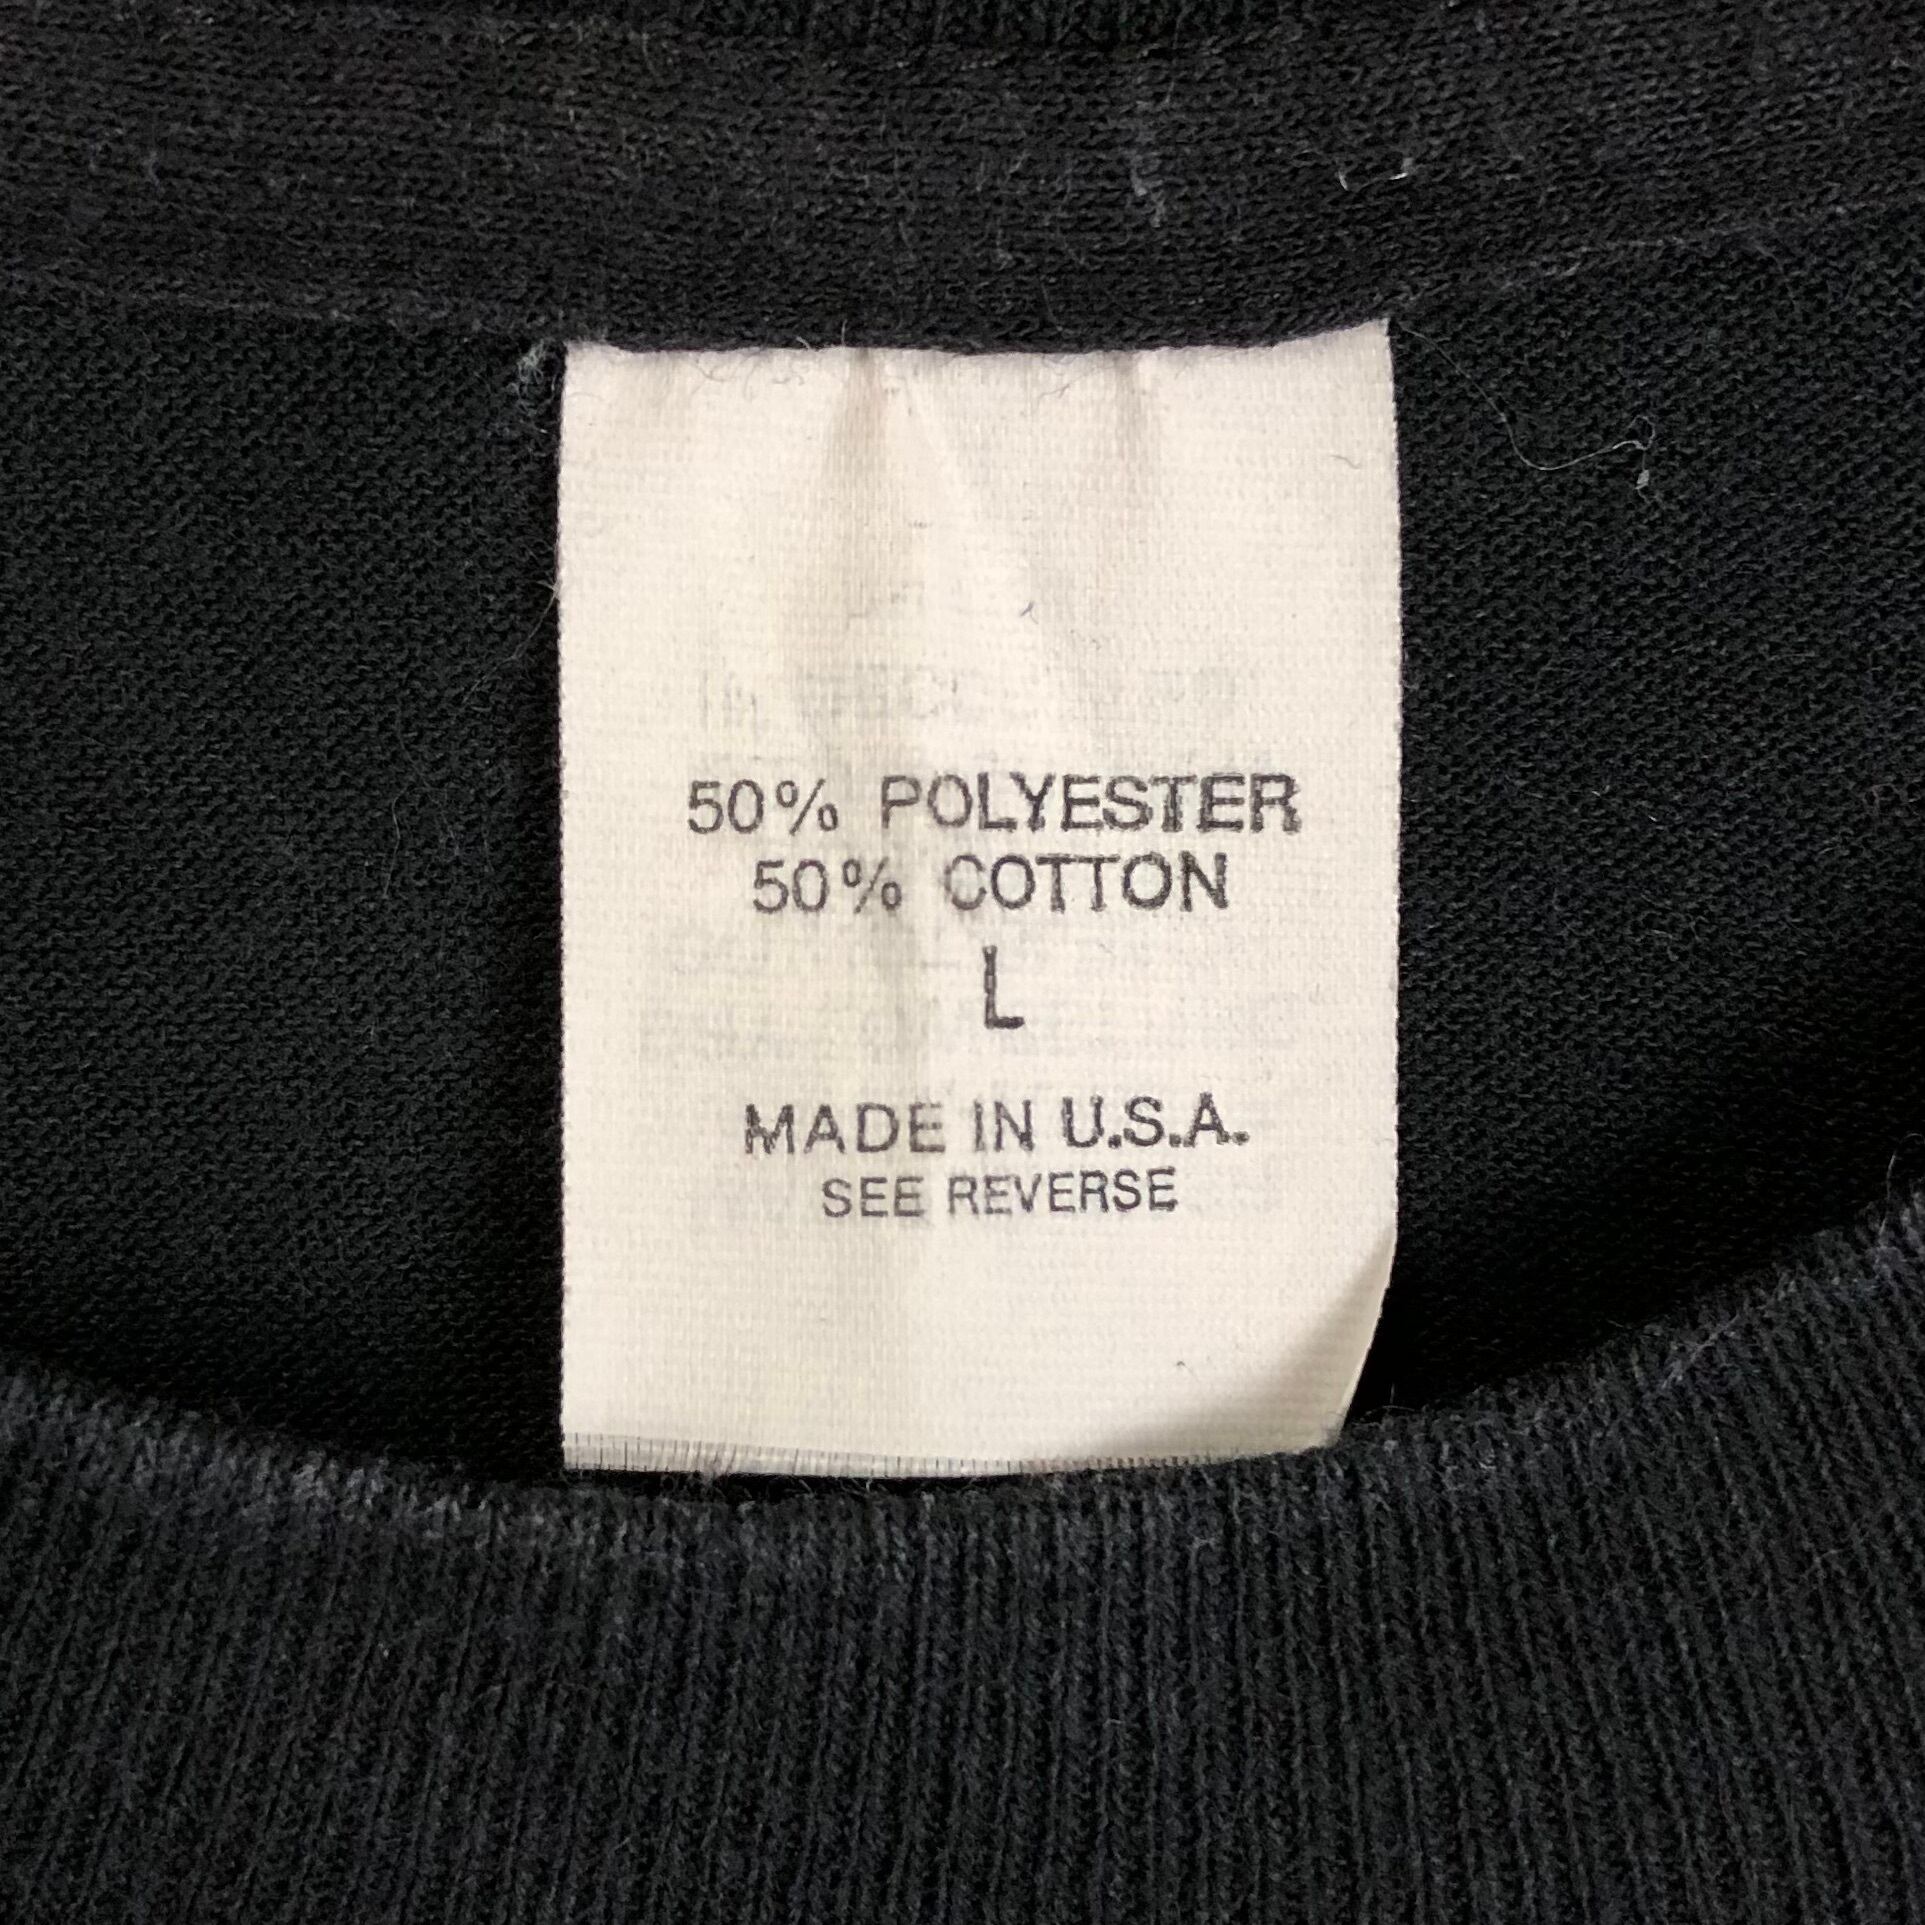 50% POLYESTER
50% COTTON
L
MADE IN U.S.A.
SEE REVERSE